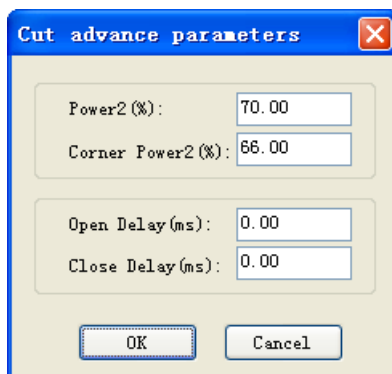 Cut advance parameters
Power2(%): 70.00
Corner Power2(%): 66.00
Open Delay(ms): 0.00
Close Delay(ms): 0.00
OK Cancel